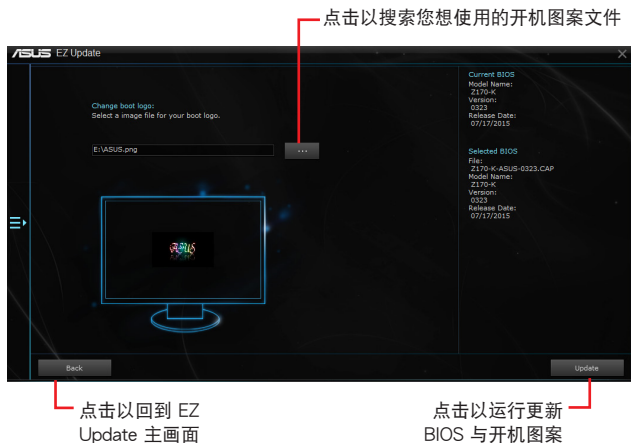 点击以搜索您想使用的开机图案文件
ASUS EZ Update
Current BIOS
Model Name:
Z170-K
Version:
0323
Release Date:
07/17/2015
Change boot logo:
Select a image file for your boot logo.
E:\ASUS.png
...
Selected BIOS
File:
Z170-K-ASUS-0323.CAP
Model Name:
Z170-K
Version:
0323
Release Date:
07/17/2015
ASUS
Back
Update
点击以回到 EZ
Update 主画面
点击以运行更新
BIOS 与开机图案